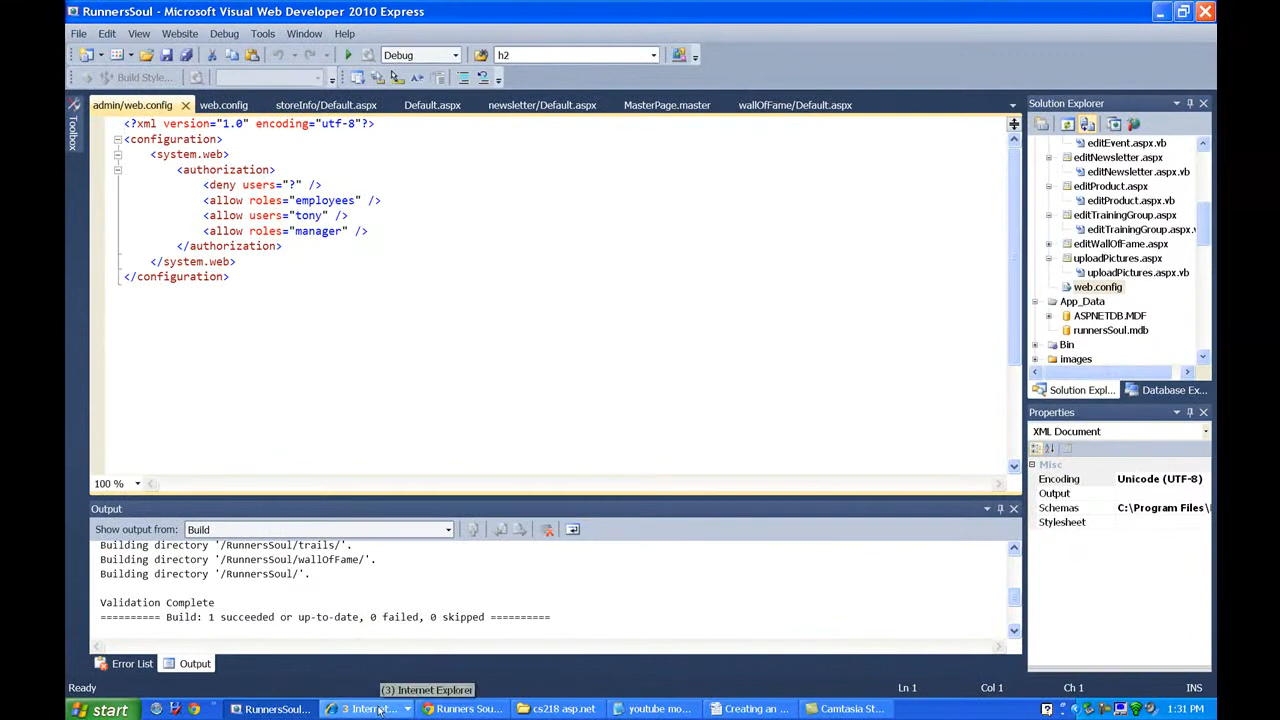 RunnersSoul - Microsoft Visual Web Developer 2010 Express
File Edit View Website Debug Tools Window Help
Debug h2
Build Style...
admin/web.config web.config storeInfo/Default.aspx Default.aspx newsletter/Default.aspx MasterPage.master wallOfFame/Default.aspx
Toolbox
<?xml version="1.0" encoding="utf-8"?>
<configuration>
<system.web>
<authorization>
<deny users="?" />
<allow roles="employees" />
<allow users="tony" />
<allow roles="manager" />
</authorization>
</system.web>
</configuration>
100 %
Solution Explorer
editEvent.aspx.vb
editNewsletter.aspx
editNewsletter.aspx.vb
editProduct.aspx
editProduct.aspx.vb
editTrainingGroup.aspx
editTrainingGroup.aspx.v
editWallOfFame.aspx
uploadPictures.aspx
uploadPictures.aspx.vb
web.config
App_Data
ASPNETDB.MDF
runnersSoul.mdb
Bin
images
Solution Expl... Database Ex...
Properties
XML Document
Misc
Encoding Unicode (UTF-8)
Output
Schemas C:\Program Files\
Stylesheet
Output
Show output from: Build
Building directory '/RunnersSoul/trails/'.
Building directory '/RunnersSoul/wallOfFame/'.
Building directory '/RunnersSoul/'.
Validation Complete
========== Build: 1 succeeded or up-to-date, 0 failed, 0 skipped ==========
Error List Output
(3) Internet Explorer
Ready Ln 1 Col 1 Ch 1 INS
start RunnersSoul... 3 Internet... Runners Sou... cs218 asp.net youtube mo... Creating an ... Camtasia St... 1:31 PM